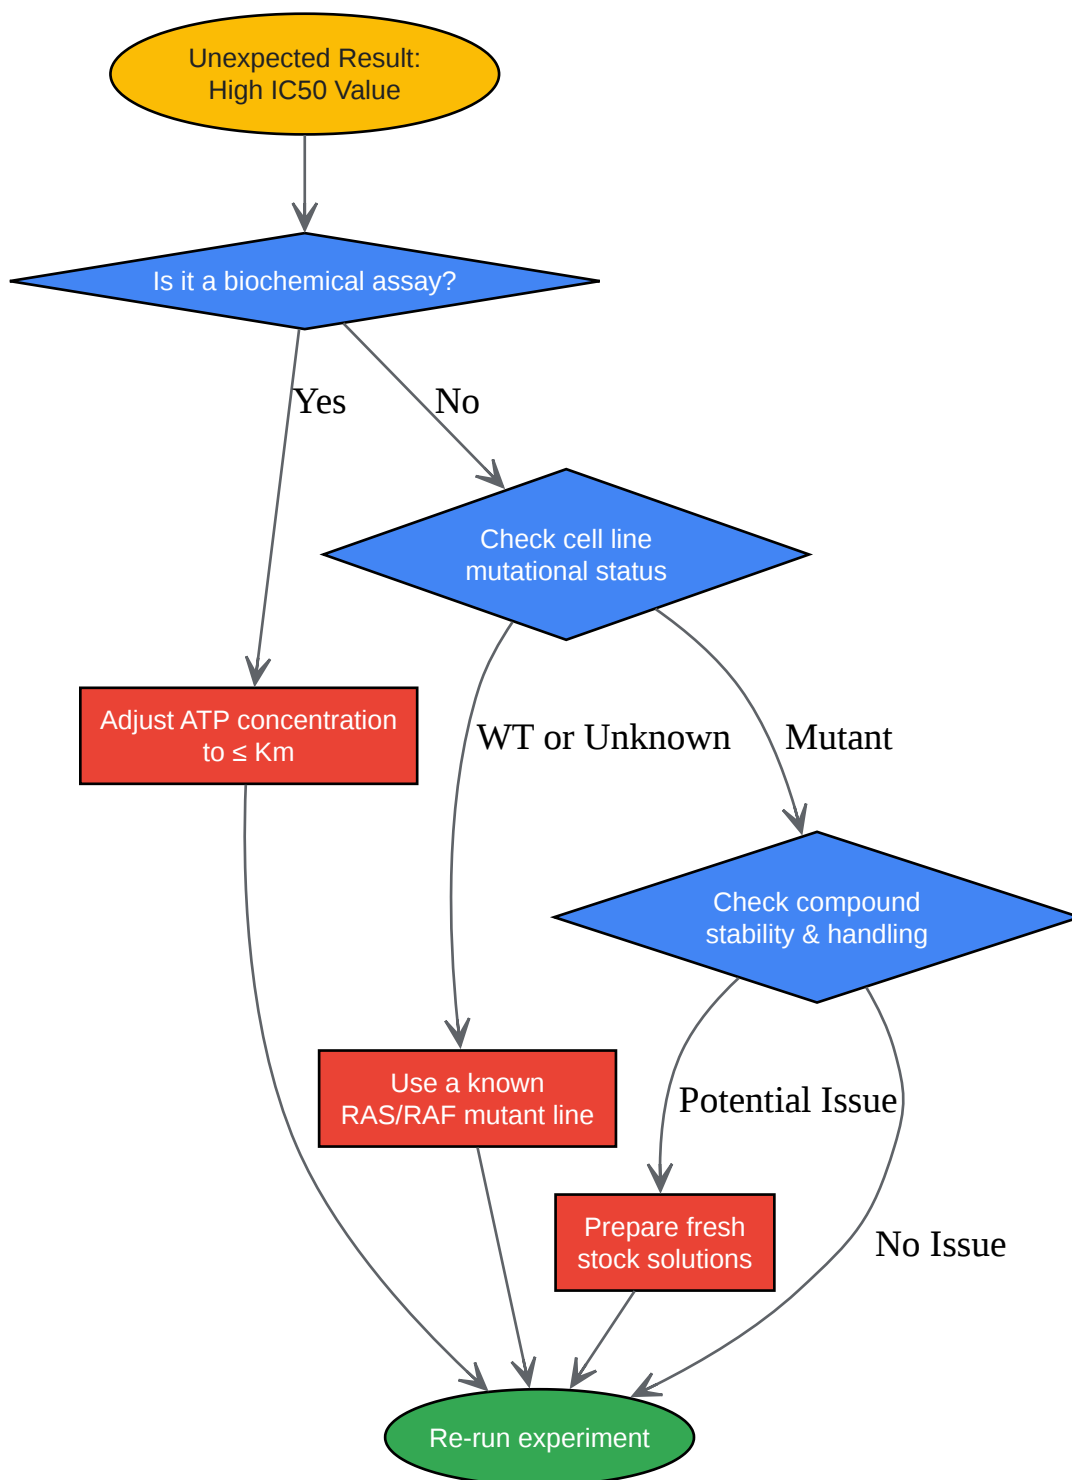 Unexpected Result:
High IC50 Value
Is it a biochemical assay?
Yes
No
Check cell line
mutational status
Adjust ATP concentration
to ≤ Km
WT or Unknown
Mutant
Check compound
stability & handling
Use a known
RAS/RAF mutant line
Potential Issue
Prepare fresh
stock solutions
No Issue
Re-run experiment